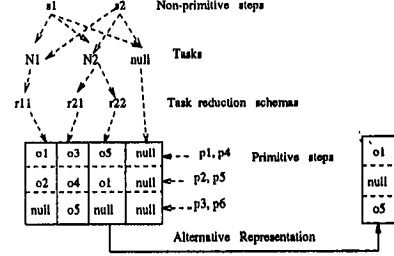 s1 s2 Non-primitive steps
N1 N2 null Tasks
r11 r21 r22 Task reduction schemas
o1 o3 o5 null p1, p4 Primitive steps o1
o2 o4 o1 null p2, p5 null
null o5 null null p3, p6 o5
Alternative Representation